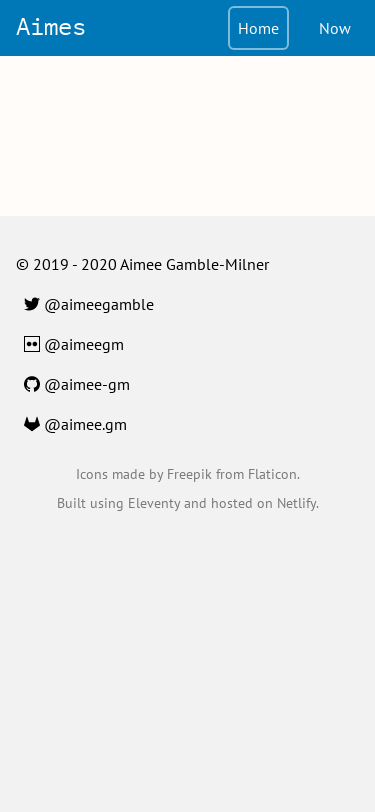 Aimes
Home
Now
© 2019 - 2020 Aimee Gamble-Milner
@aimeegamble
@aimeegm
@aimee-gm
@aimee.gm
Icons made by Freepik from Flaticon.
Built using Eleventy and hosted on Netlify.